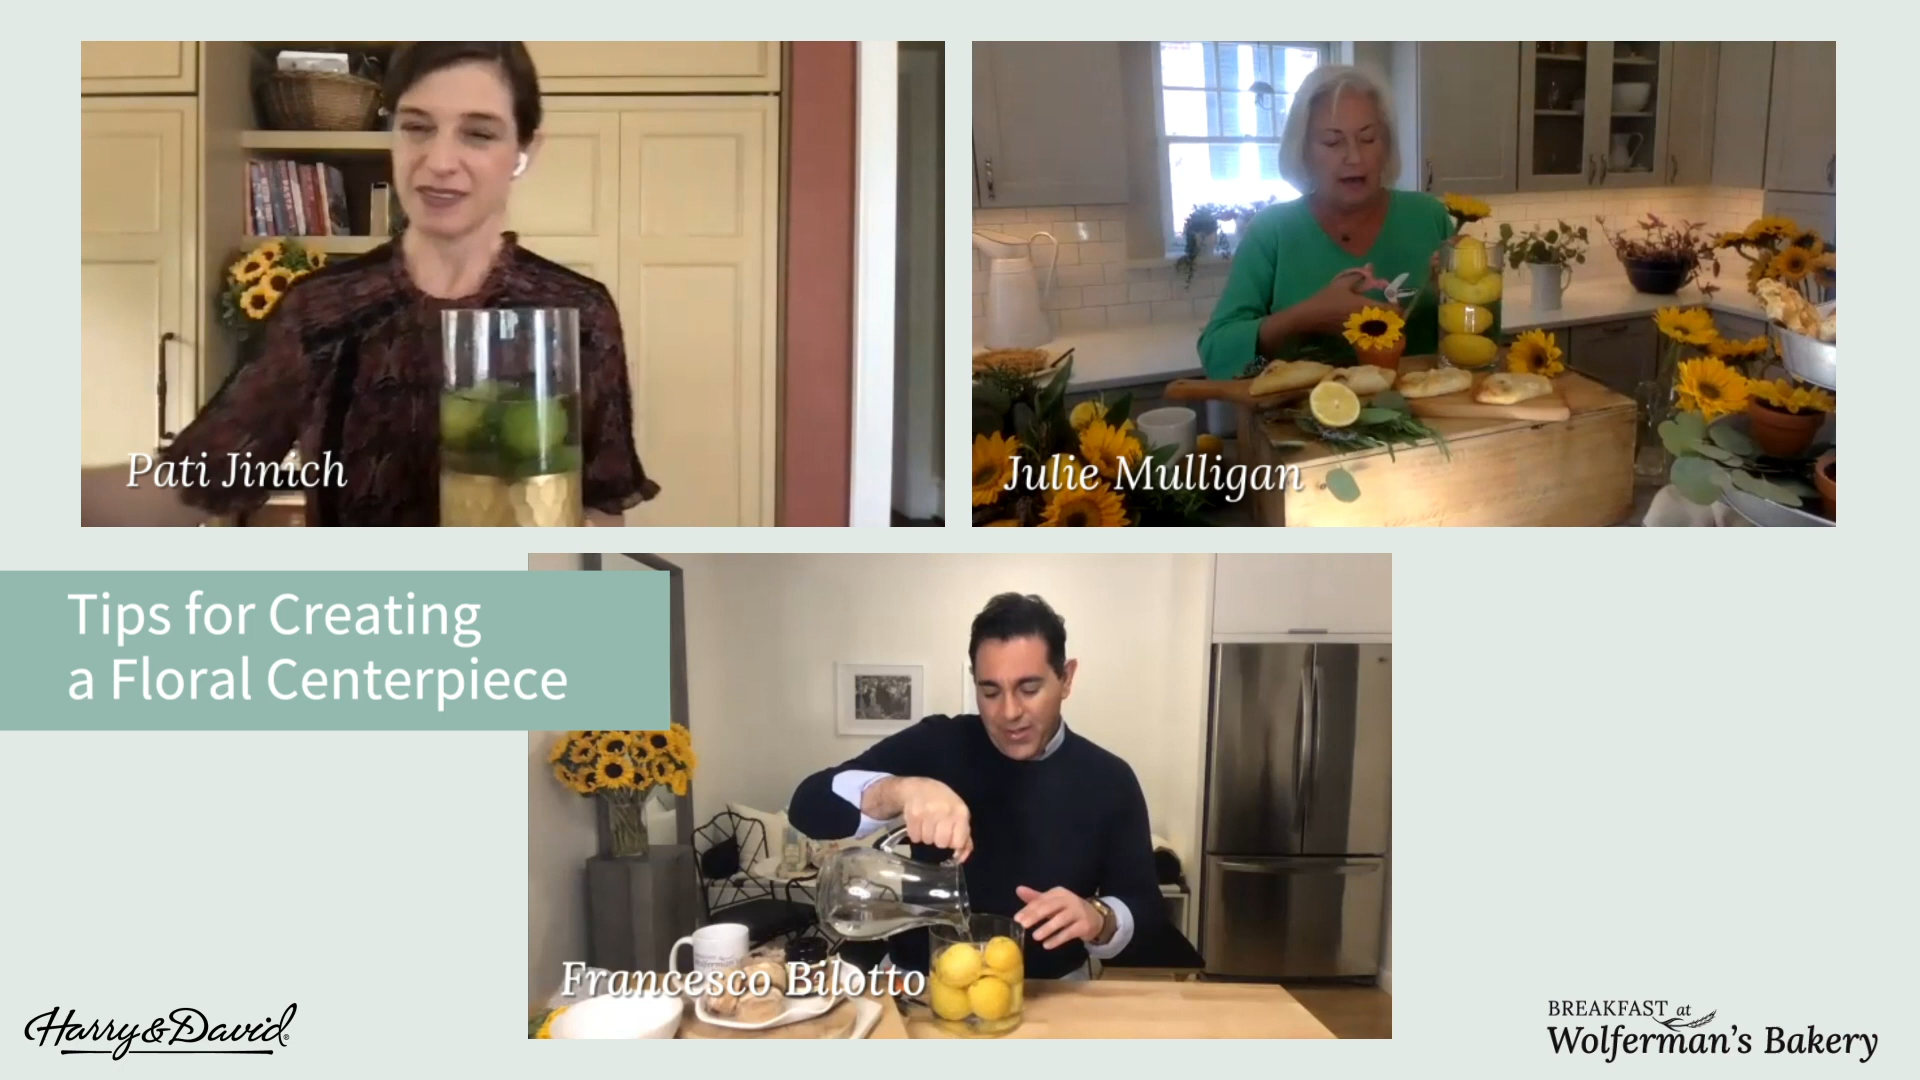 Pati Jinich
Julie Mulligan
Tips for Creating
a Floral Centerpiece
Francesco Bilotto
Harry&David
BREAKFAST at
Wolferman's Bakery